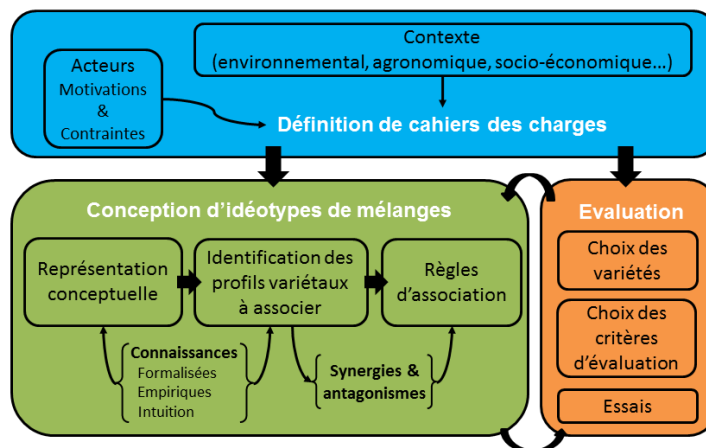 Contexte
(environnemental, agronomique, socio-économique…)
Acteurs
Motivations
&
Contraintes
Définition de cahiers des charges
Conception d'idéotypes de mélanges
Représentation
conceptuelle
Identification des
profils variétaux
à associer
Règles
d'association
Connaissances
Formalisées
Empiriques
Intuition
Synergies &
antagonismes
Evaluation
Choix des
variétés
Choix des
critères
d'évaluation
Essais